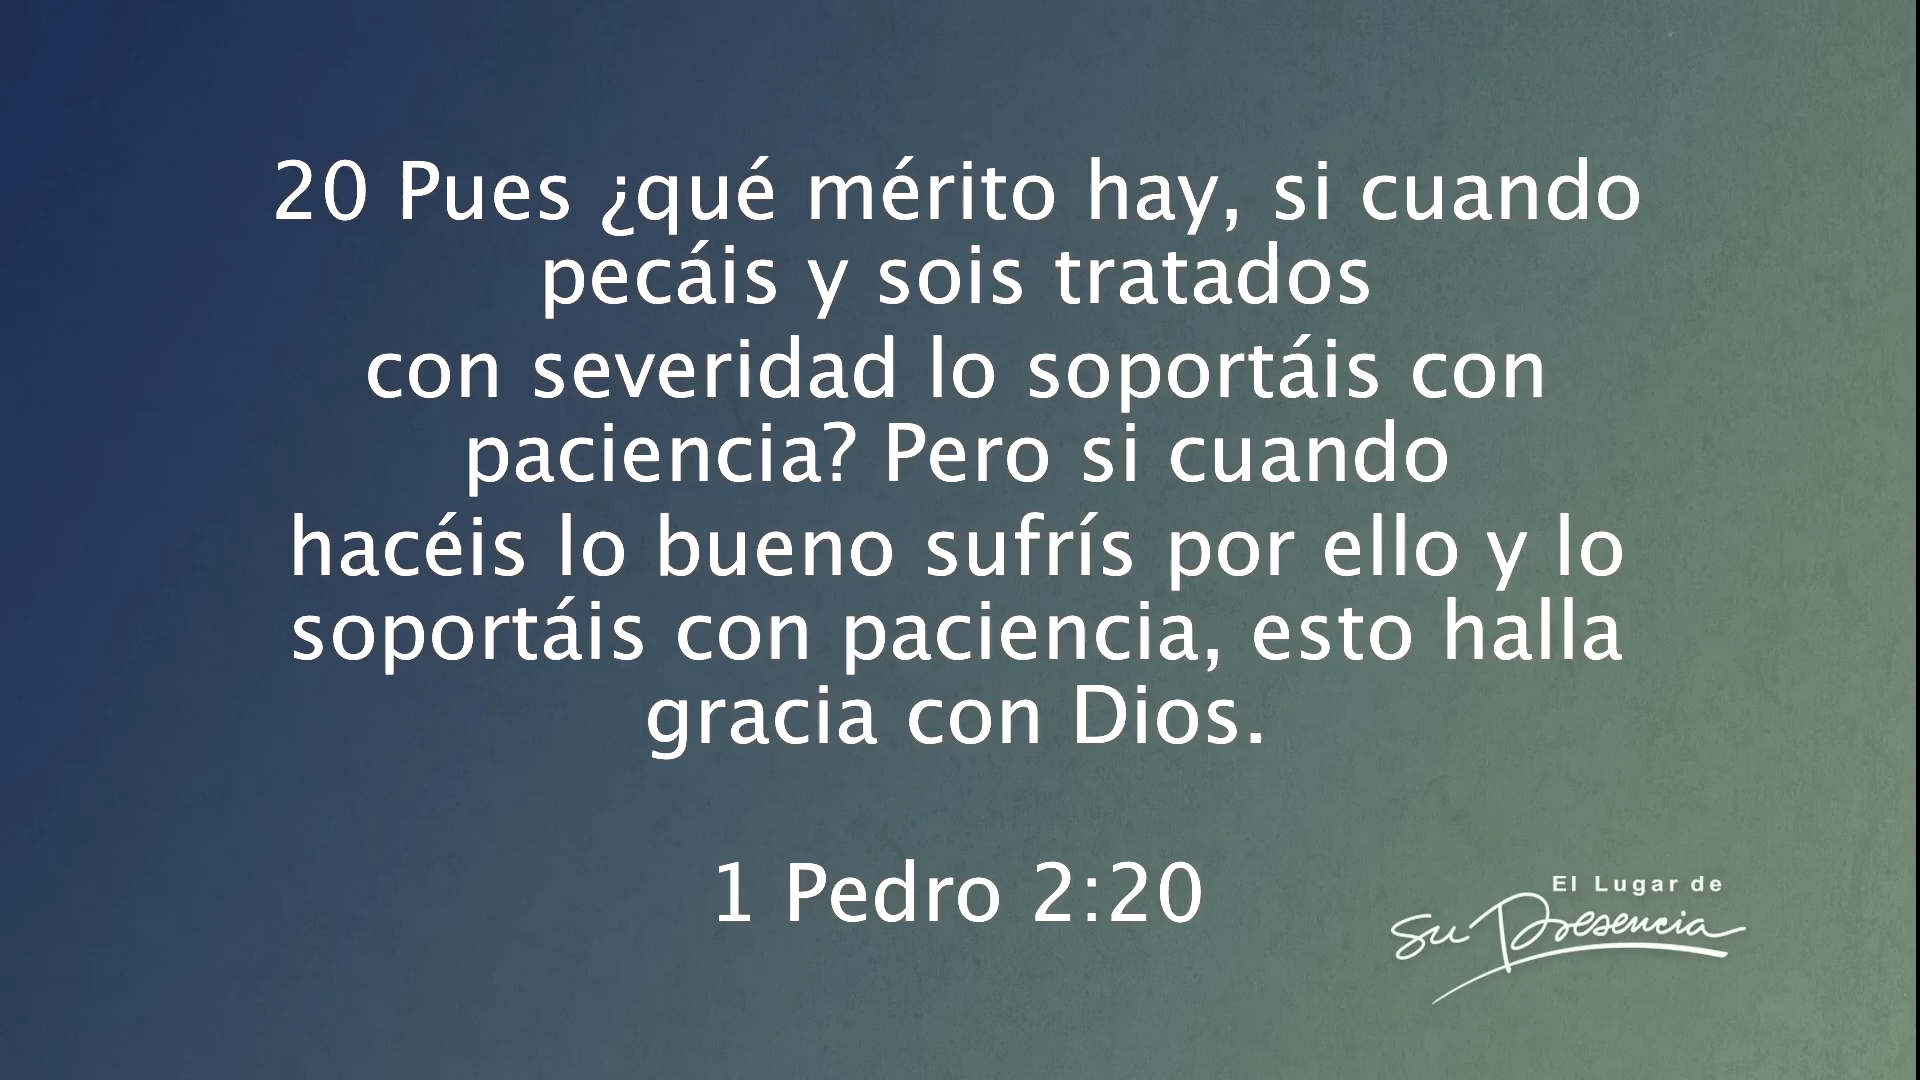 20 Pues ¿qué mérito hay, si cuando
pecáis y sois tratados
con severidad lo soportáis con
paciencia? Pero si cuando
hacéis lo bueno sufrís por ello y lo
soportáis con paciencia, esto halla
gracia con Dios.
1 Pedro 2:20
El Lugar de
Su Presencia